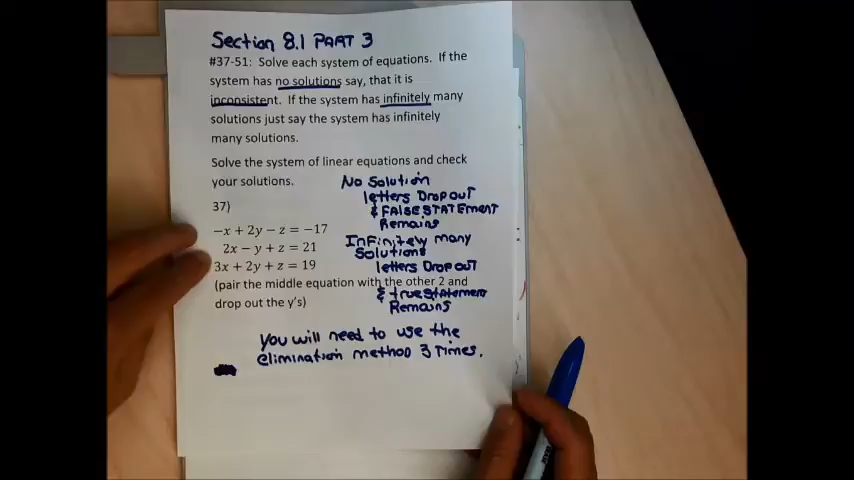 Section 8.1 PART 3
#37-51: Solve each system of equations. If the
system has no solutions say, that it is
inconsistent. If the system has infinitely many
solutions just say the system has infinitely
many solutions.
Solve the system of linear equations and check
your solutions.
No Solution
letters Drop out
& FALSE STATEMENT
Remains
37)
−x + 2y − z = −17
2x − y + z = 21
3x + 2y + z = 19
Infinitely many
Solutions
letters Drop out
& true statement
Remains
(pair the middle equation with the other 2 and
drop out the y's)
You will need to use the
elimination method 3 Times.